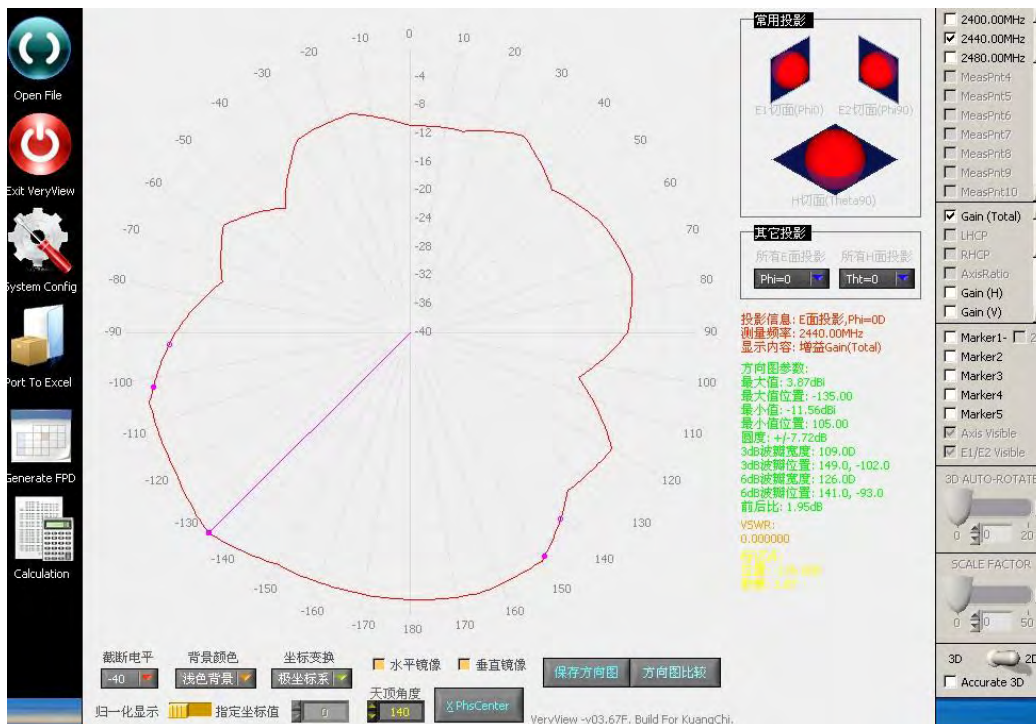 Open File
Exit VeryView
System Config
Port To Excel
Generate FPD
Calculation
0
10
20
30
40
50
60
70
80
90
100
110
120
130
140
150
160
180
-170
-160
-150
-140
-130
-120
-110
-100
-90
-80
-70
-60
-50
-40
-30
-20
-10
0
-4
-8
-12
-16
-20
-24
-28
-32
-36
-40
常用投影
E1切面(Phi0) E2切面(Phi90)
H切面(Theta90)
其它投影
所有E面投影 所有H面投影
Phi=0 Tht=0
投影信息: E面投影,Phi=0D
测量频率: 2440.00MHz
显示内容: 增益Gain(Total)
方向图参数:
最大值: 3.87dBi
最大值位置: -135.00
最小值: -11.56dBi
最小值位置: 105.00
圆度: +/-7.72dB
3dB波瓣宽度: 109.0D
3dB波瓣位置: 149.0, -102.0
6dB波瓣宽度: 126.0D
6dB波瓣位置: 141.0, -93.0
前后比: 1.95dB
VSWR:
0.000000
2400.00MHz
2440.00MHz
2480.00MHz
MeasPnt4
MeasPnt5
MeasPnt6
MeasPnt7
MeasPnt8
MeasPnt9
MeasPnt10
Gain (Total)
LHCP
RHCP
AxisRatio
Gain (H)
Gain (V)
Marker1- 2
Marker2
Marker3
Marker4
Marker5
Axis Visible
E1/E2 Visible
3D AUTO-ROTATE
0 0 20
SCALE FACTOR
0 0 50
3D 2D
Accurate 3D
截断电平 背景颜色 坐标变换
-40 浅色背景 极坐标系
水平镜像 垂直镜像
保存方向图 方向图比较
归一化显示 指定坐标值 0
天顶角度
140
X PhsCenter
VeryView -v03.67F. Build For KuangChi.